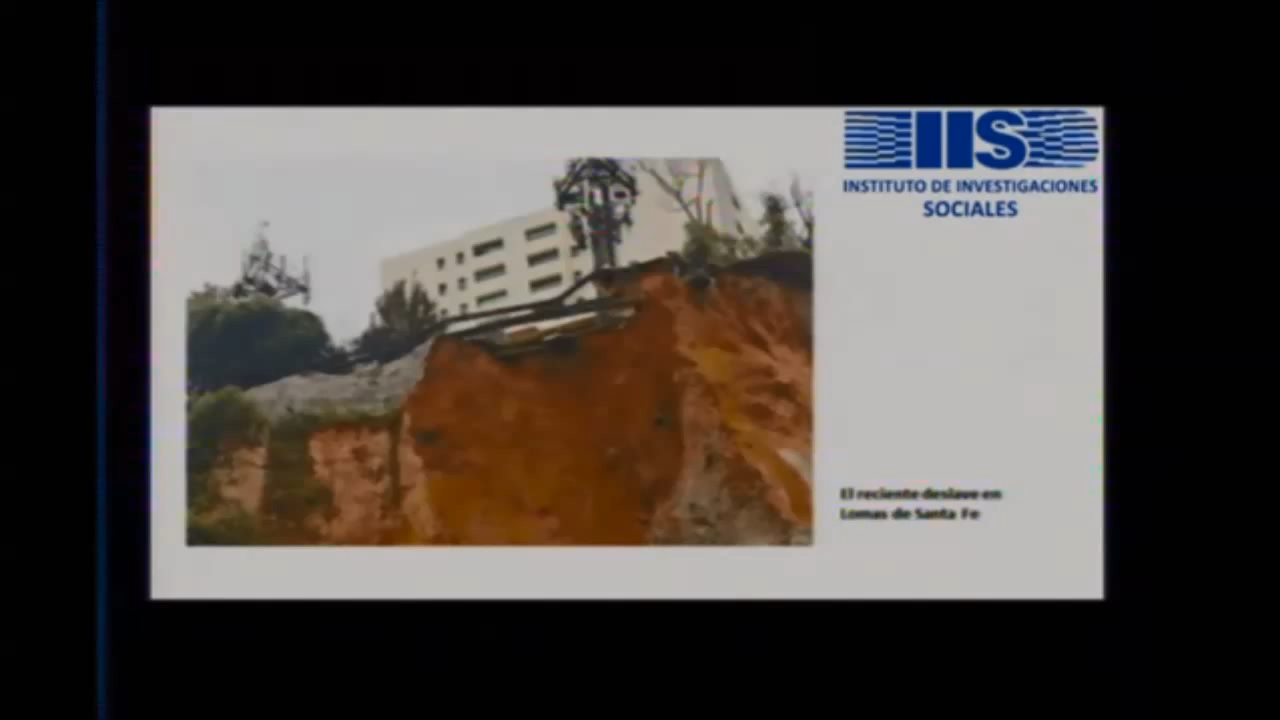 IIS
INSTITUTO DE INVESTIGACIONES
SOCIALES
El reciente deslave en
Lomas de Santa Fe